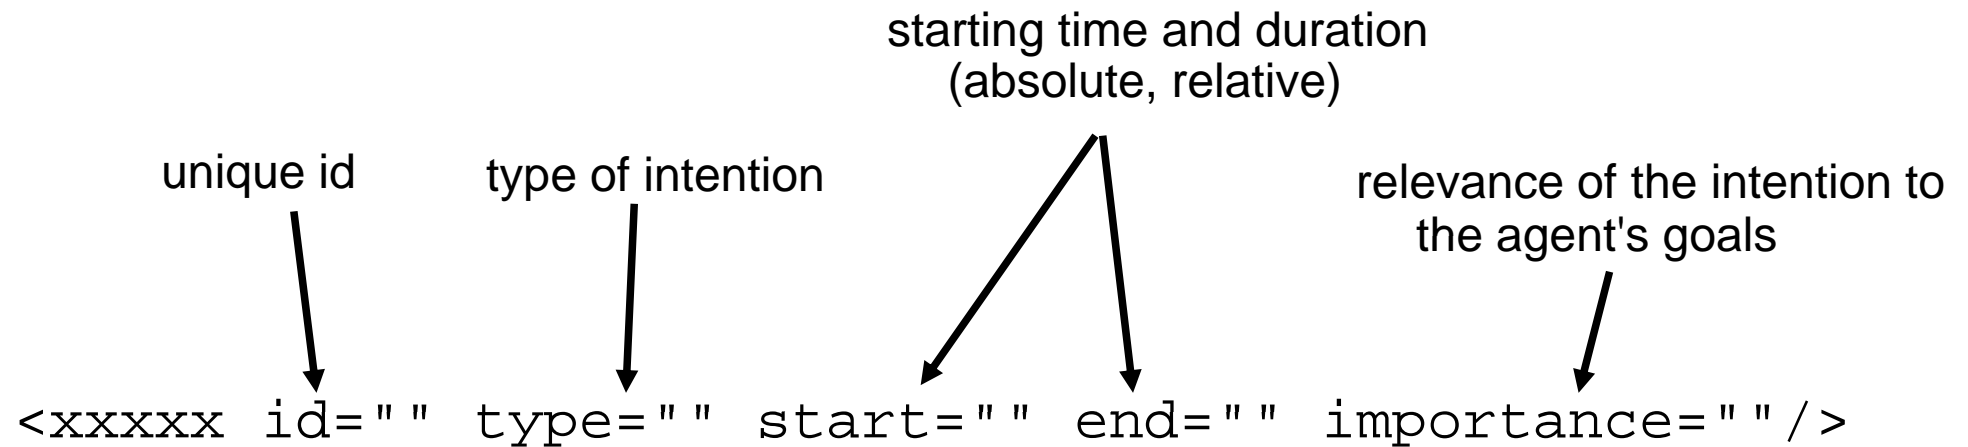 starting time and duration
(absolute, relative)
unique id
type of intention
relevance of the intention to
the agent's goals
<xxxxx id="" type="" start="" end="" importance=""/>